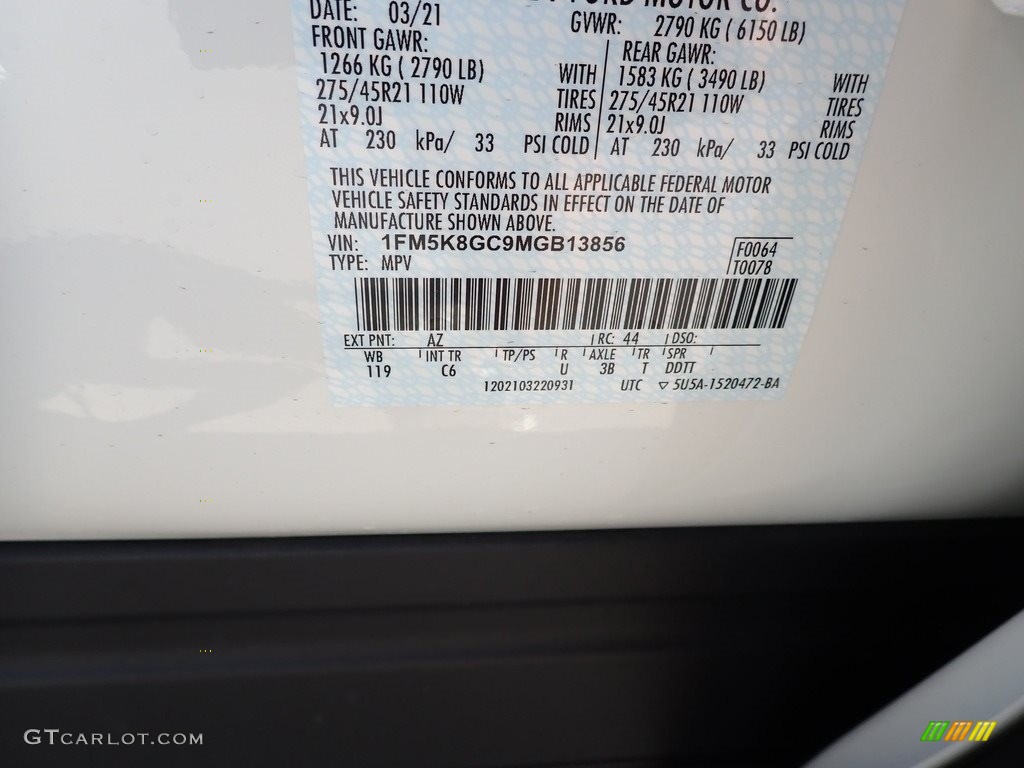 FORD MOTOR CO.
DATE: 03/21 GVWR: 2790 KG ( 6150 LB)
FRONT GAWR: REAR GAWR:
1266 KG ( 2790 LB) WITH 1583 KG ( 3490 LB) WITH
275/45R21 110W TIRES 275/45R21 110W TIRES
21x9.0J RIMS 21x9.0J RIMS
AT 230 kPa/ 33 PSI COLD AT 230 kPa/ 33 PSI COLD
THIS VEHICLE CONFORMS TO ALL APPLICABLE FEDERAL MOTOR
VEHICLE SAFETY STANDARDS IN EFFECT ON THE DATE OF
MANUFACTURE SHOWN ABOVE.
VIN: 1FM5K8GC9MGB13856 F0064
TYPE: MPV T0078
EXT PNT: AZ RC: 44 DSO:
WB INT TR TP/PS R AXLE TR SPR
119 C6 U 3B T DDTT
1202103220931 UTC ▽ 5U5A-1520472-BA
GTCARLOT.COM